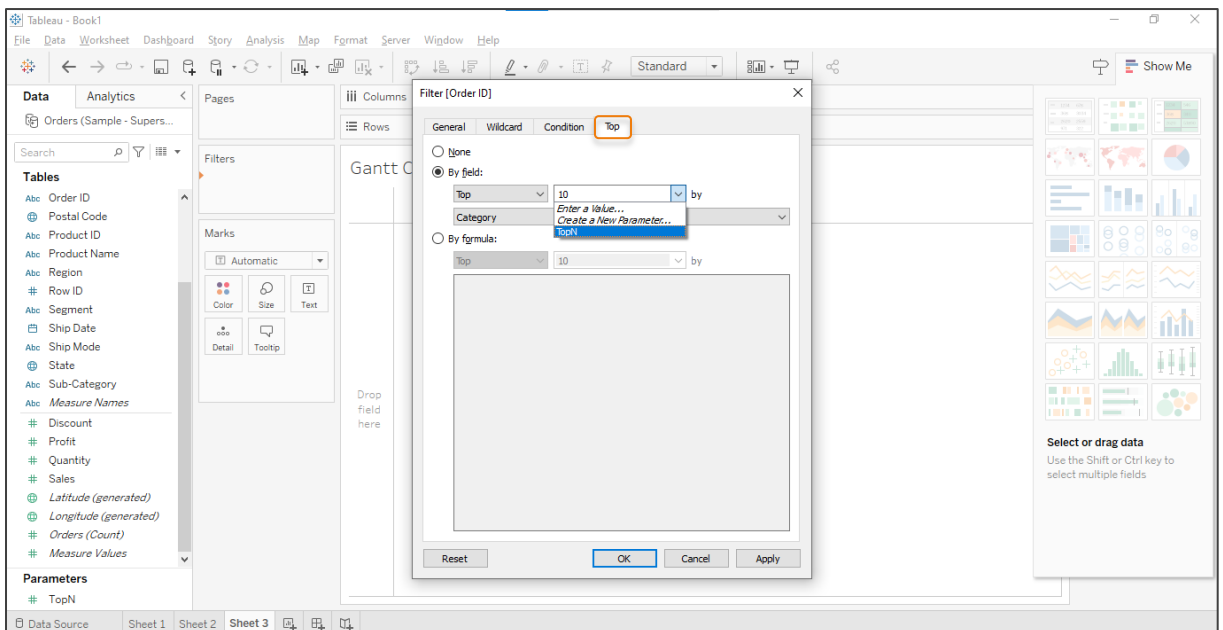 Tableau - Book1
File Data Worksheet Dashboard Story Analysis Map Format Server Window Help
Standard
Show Me
Data Analytics
Orders (Sample - Supers...
Search
Tables
Abc Order ID
Postal Code
Abc Product ID
Abc Product Name
Abc Region
# Row ID
Abc Segment
Ship Date
Abc Ship Mode
State
Abc Sub-Category
Abc Measure Names
# Discount
# Profit
# Quantity
# Sales
Latitude (generated)
Longitude (generated)
# Orders (Count)
# Measure Values
Parameters
# TopN
Pages
Filters
Marks
T Automatic
Color Size Text
Detail Tooltip
Columns
Rows
Gantt C
Drop
field
here
Filter [Order ID]
General Wildcard Condition Top
None
By field:
Top 10 by
Enter a Value...
Create a New Parameter...
TopN
Category
By formula:
Top 10 by
Reset OK Cancel Apply
Select or drag data
Use the Shift or Ctrl key to
select multiple fields
Data Source Sheet 1 Sheet 2 Sheet 3